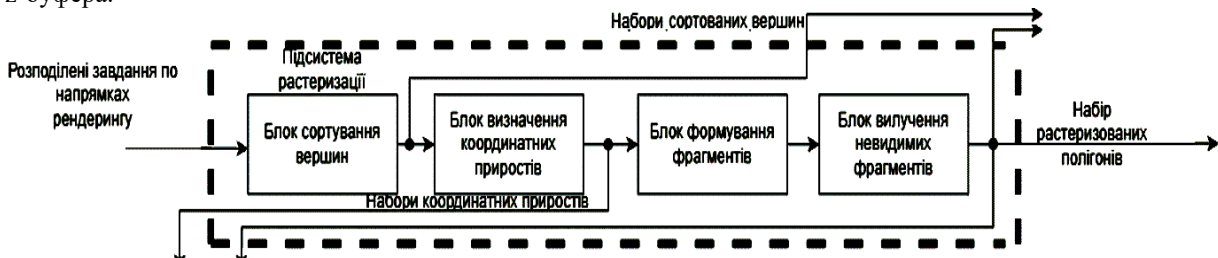 z-буфера.
Набори сортованих вершин
Розподілені завдання по
напрямках
рендерингу
Підсистема
растеризації
Блок сортування
вершин
Блок визначення
координатних
приростів
Блок формування
фрагментів
Блок вилучення
невидимих
фрагментів
Набір
растеризованих
полігонів
Набори координатних приростів